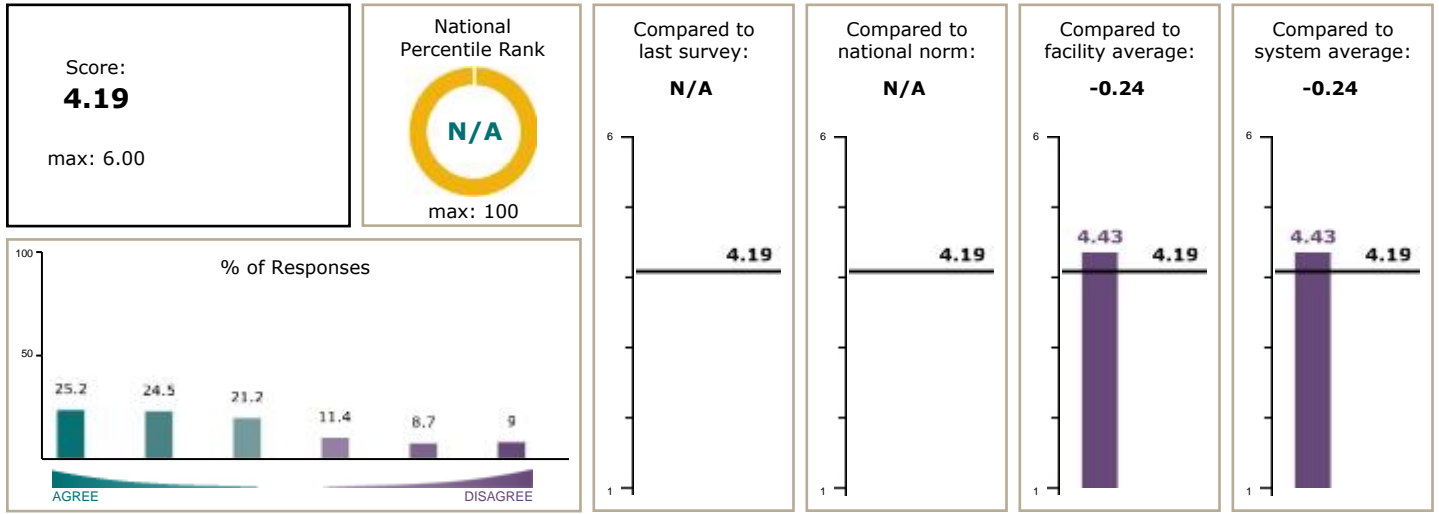 Score:
4.19
max: 6.00
National
Percentile Rank
N/A
max: 100
Compared to
last survey:
N/A
6
4.19
1
Compared to
national norm:
N/A
6
4.19
1
Compared to
facility average:
-0.24
6
4.43
4.19
1
Compared to
system average:
-0.24
6
4.43
4.19
1
% of Responses
100
50
25.2
24.5
21.2
11.4
8.7
9
AGREE
DISAGREE